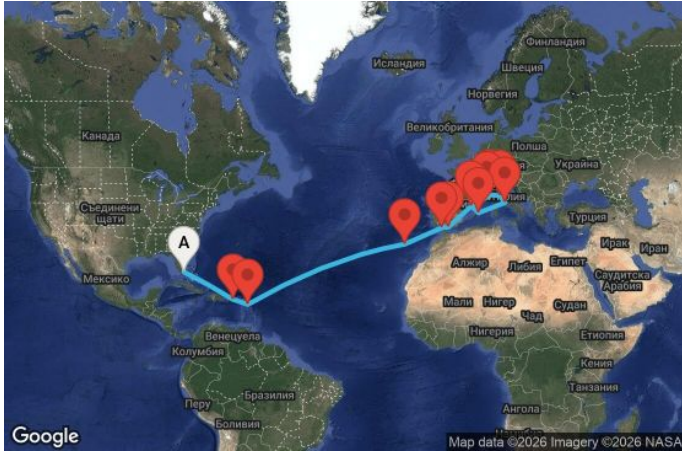 Исландия
Финландия
Швеция
Норвегия
Великобритания
Полша
Украйна
Канада
Съединени
щати
A
Мексико
Турция
Ирак
Иран
Алжир
Либия
Египет
Саудитска
Арабия
Мали
Нигер
Чад
Судан
Нигерия
Етиопия
Венецуела
Колумбия
Кения
Танзания
Перу
Бразилия
Боливия
Ангола
Google
Map data ©2026 Imagery ©2026 NASA